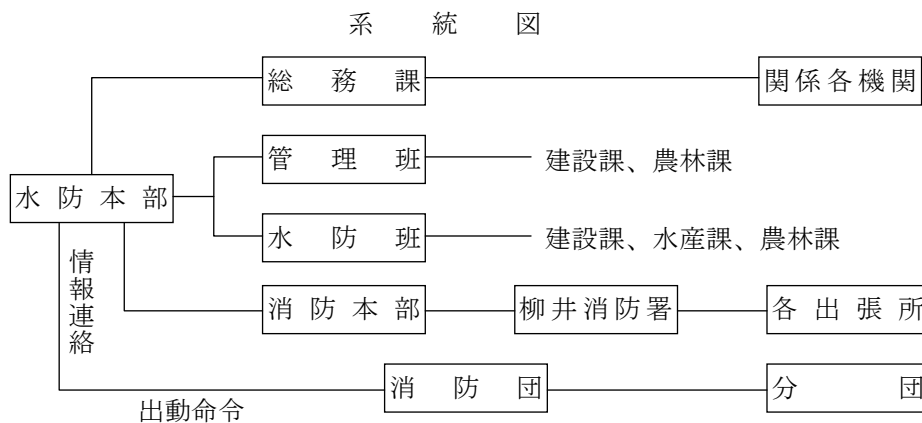 系統図
総務課 関係各機関
管理班 建設課、農林課
水防本部
水防班 建設課、水産課、農林課
情報連絡
消防本部 柳井消防署 各出張所
消防団 分団
出動命令